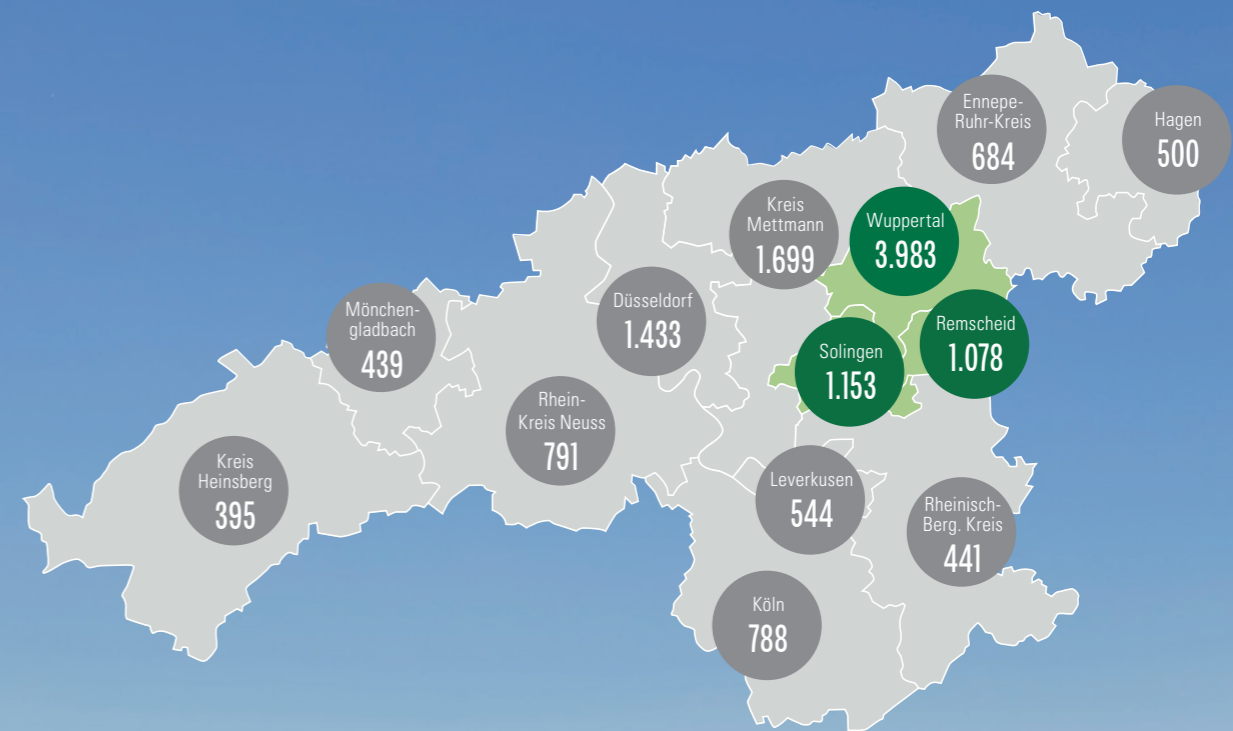 Ennepe-
Ruhr-Kreis
684
Hagen
500
Kreis
Mettmann
1.699
Wuppertal
3.983
Mönchen-
gladbach
439
Düsseldorf
1.433
Solingen
1.153
Remscheid
1.078
Rhein-
Kreis Neuss
791
Kreis
Heinsberg
395
Leverkusen
544
Rheinisch-
Berg. Kreis
441
Köln
788